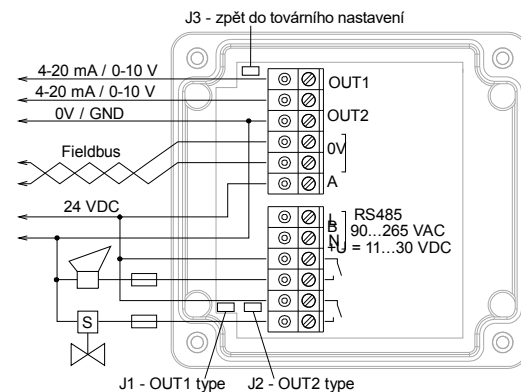 J3 - zpět do továrního nastavení
4-20 mA / 0-10 V
OUT1
4-20 mA / 0-10 V
OUT2
0V / GND
0V
Fieldbus
A
24 VDC
L
RS485
B
90...265 VAC
N
+U = 11...30 VDC
S
J1 - OUT1 type
J2 - OUT2 type